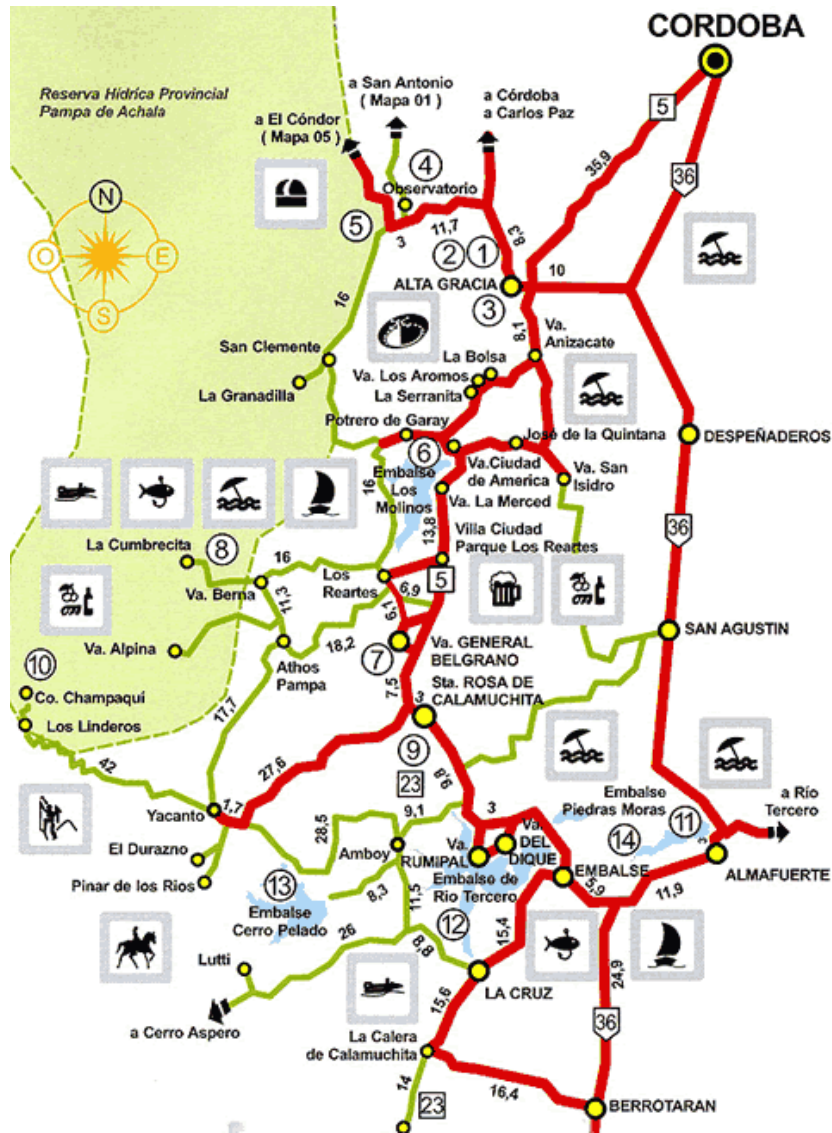 CORDOBA
Reserva Hídrica Provincial
Pampa de Achala
a San Antonio
( Mapa 01 )
a El Cóndor
( Mapa 05 )
a Córdoba
a Carlos Paz
5
35,9
36
N
O
E
S
4
Observatorio
5
3
11,7
2
1
8,3
10
ALTA GRACIA
3
16
8,1
Va.
Anizacate
San Clemente
La Bolsa
Va. Los Aromos
La Serranita
La Granadilla
Potrero de Garay
6
José de la Quintana
DESPEÑADEROS
Embalse
Los
Molinos
Va.Ciudad
de America
Va. San
Isidro
16
Va. La Merced
13,8
Villa Ciudad
Parque Los Reartes
36
La Cumbrecita
8
16
Los
Reartes
Va. Berna
5
6,9
6,1
11,3
SAN AGUSTIN
Va. Alpina
18,2
7
Va. GENERAL
BELGRANO
Athos
Pampa
10
Co. Champaquí
Los Linderos
7,5
3
Sta. ROSA DE
CALAMUCHITA
17,7
27,6
9
9,8
23
42
Embalse
Piedras Moras
a Río
Tercero
Yacanto
1,7
9,1
3
11
14
3
28,5
Va.
RUMIPAL
Va.
DEL
DIQUE
El Durazno
Amboy
ALMAFUERTE
Pinar de los Rios
13
8,3
Embalse de
Rio Tercero
EMBALSE
5,9
11,9
Embalse
Cerro Pelado
11,5
12
15,4
26
8,8
24,9
Lutti
LA CRUZ
a Cerro Aspero
15,6
36
La Calera
de Calamuchita
14
23
16,4
BERROTARAN